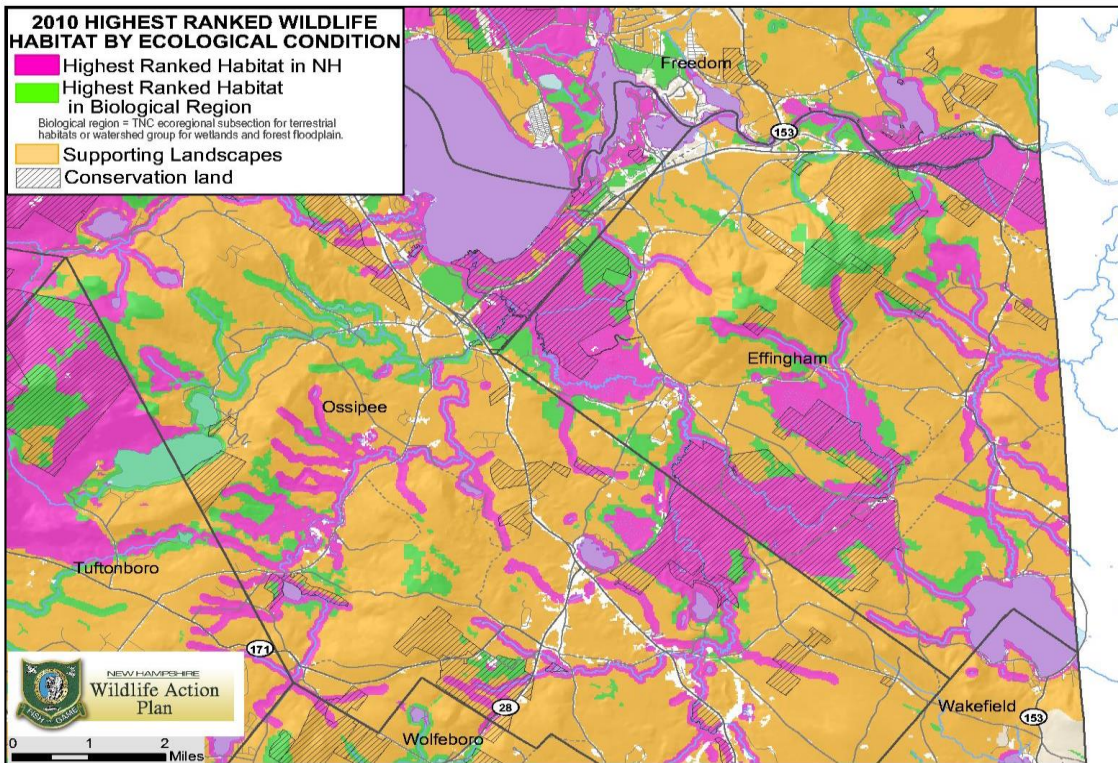 2010 HIGHEST RANKED WILDLIFE
HABITAT BY ECOLOGICAL CONDITION
Highest Ranked Habitat in NH
Highest Ranked Habitat
in Biological Region
Biological region = TNC ecoregional subsection for terrestrial
habitats or watershed group for wetlands and forest floodplain.
Supporting Landscapes
Conservation land
Freedom
153
Effingham
Ossipee
Tuftonboro
171
28
Wolfeboro
Wakefield
153
NEW HAMPSHIRE
Wildlife Action
Plan
FISH AND GAME
0 1 2
Miles